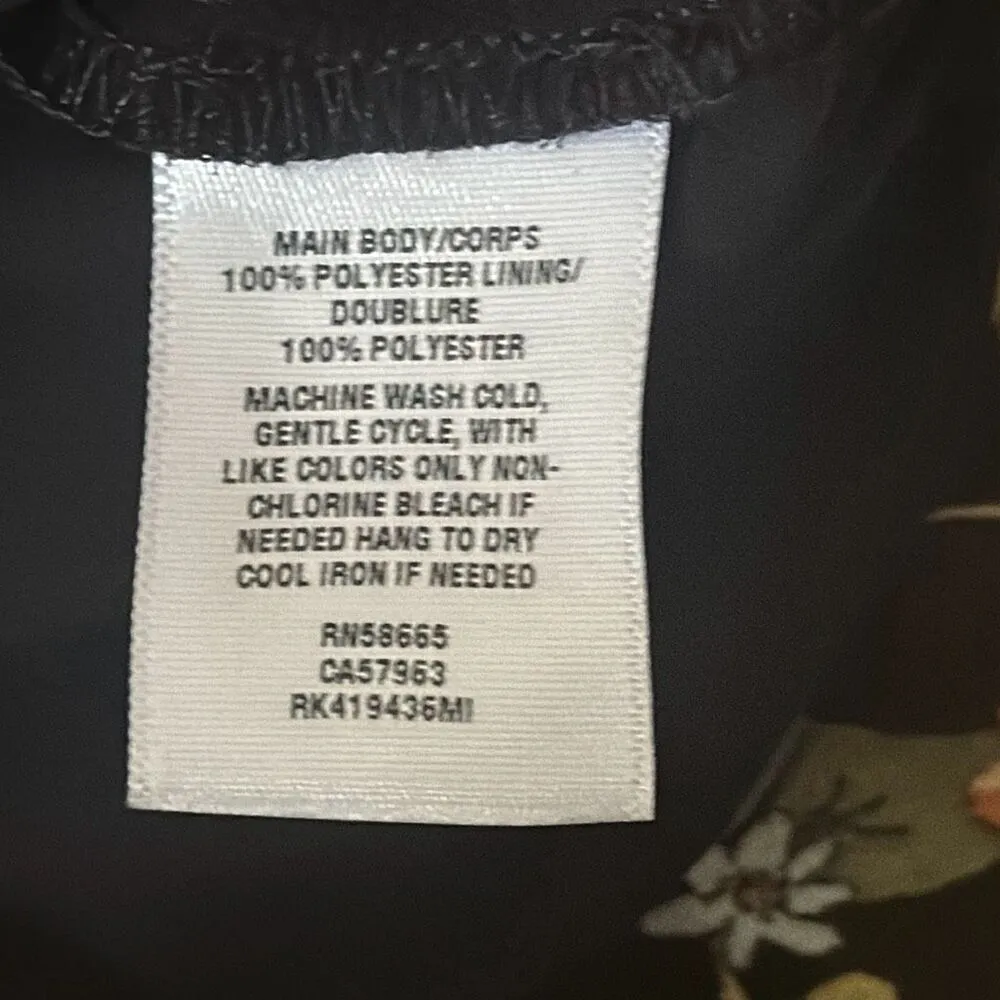 MAIN BODY/CORPS
100% POLYESTER LINING/
DOUBLURE
100% POLYESTER
MACHINE WASH COLD,
GENTLE CYCLE, WITH
LIKE COLORS ONLY NON-
CHLORINE BLEACH IF
NEEDED HANG TO DRY
COOL IRON IF NEEDED
RN58665
CA57963
RK419436MI